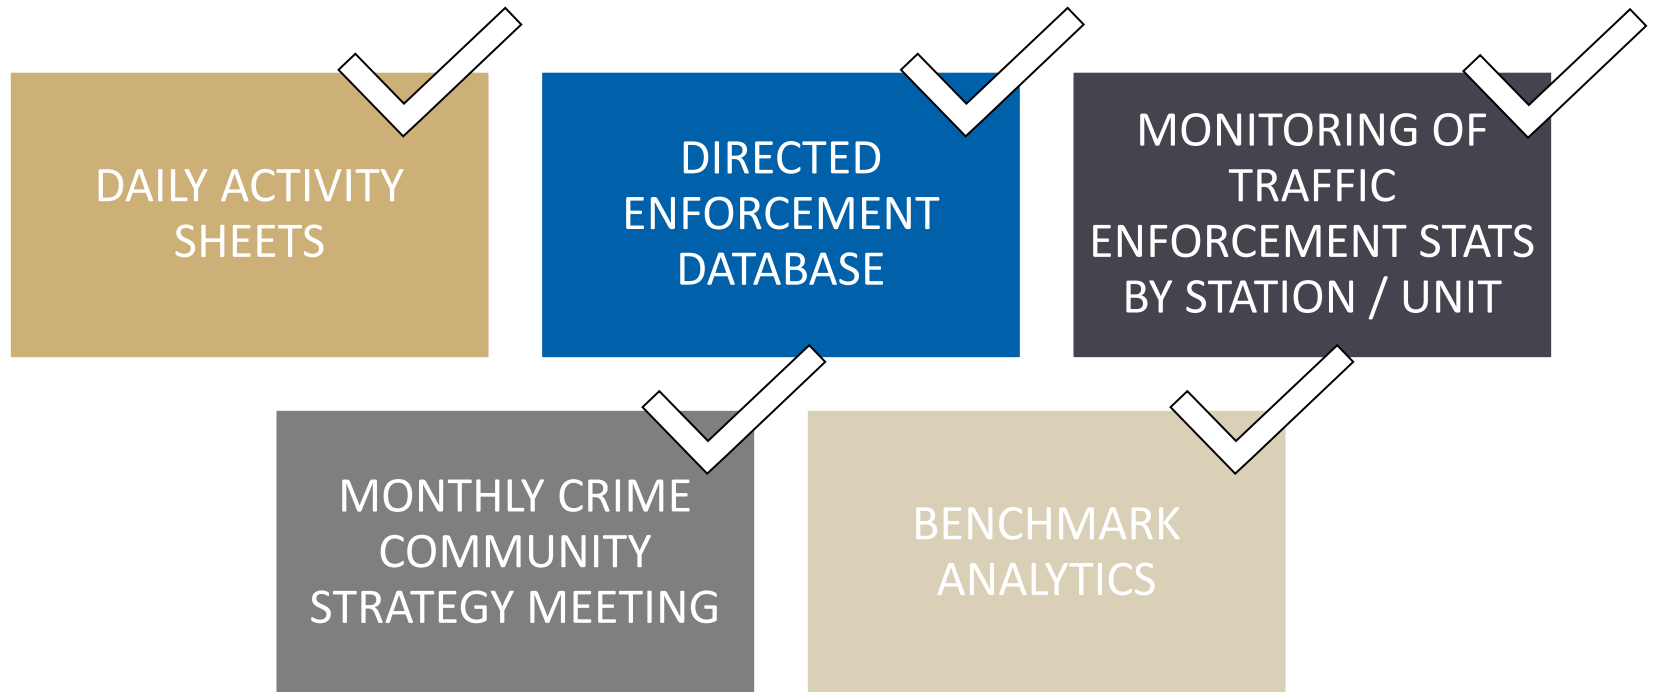 DAILY ACTIVITY
SHEETS
DIRECTED
ENFORCEMENT
DATABASE
MONITORING OF
TRAFFIC
ENFORCEMENT STATS
BY STATION / UNIT
MONTHLY CRIME
COMMUNITY
STRATEGY MEETING
BENCHMARK
ANALYTICS